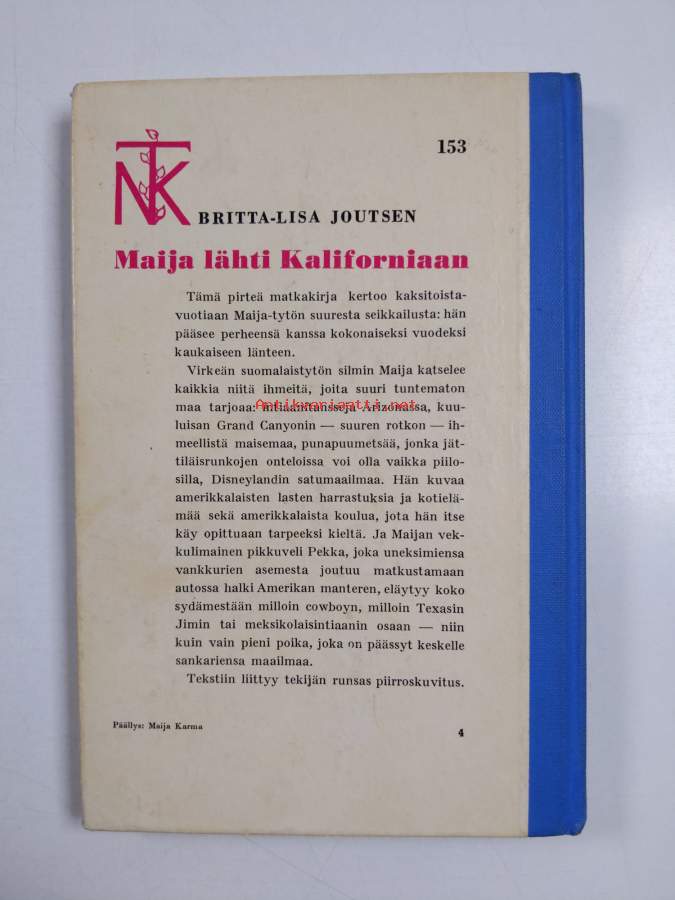 NTK
153
BRITTA-LISA JOUTSEN
Maija lähti Kaliforniaan
Tämä pirteä matkakirja kertoo kaksitoista-
vuotiaan Maija-tytön suuresta seikkailusta: hän
pääsee perheensä kanssa kokonaiseksi vuodeksi
kaukaiseen länteen.
Virkeän suomalaistytön silmin Maija katselee
kaikkia niitä ihmeitä, joita suuri tuntematon
maa tarjoaa: intiaanitansseja Arizonassa, kuu-
Antikvariaatti.net
luisan Grand Canyonin — suuren rotkon — ih-
meellistä maisemaa, punapuumetsää, jonka jät-
tiläisrunkojen onteloissa voi olla vaikka piilo-
silla, Disneylandin satumaailmaa. Hän kuvaa
amerikkalaisten lasten harrastuksia ja kotielä-
mää sekä amerikkalaista koulua, jota hän itse
käy opittuaan tarpeeksi kieltä. Ja Maijan vek-
kulimainen pikkuveli Pekka, joka uneksimiensa
vankkurien asemesta joutuu matkustamaan
autossa halki Amerikan manteren, eläytyy koko
sydämestään milloin cowboyn, milloin Texasin
Jimin tai meksikolaisintiaanin osaan — niin
kuin vain pieni poika, joka on päässyt keskelle
sankariensa maailmaa.
Tekstiin liittyy tekijän runsas piirroskuvitus.
Päällys: Maija Karma
4